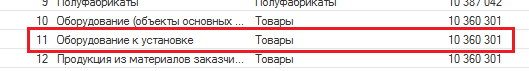 9 Полуфабрикаты Полуфабрикаты 10 387 042
10 Оборудование (объекты основных ... Товары 10 360 301
11 Оборудование к установке Товары 10 360 301
12 Продукция из материалов заказчи... Товары 10 360 301